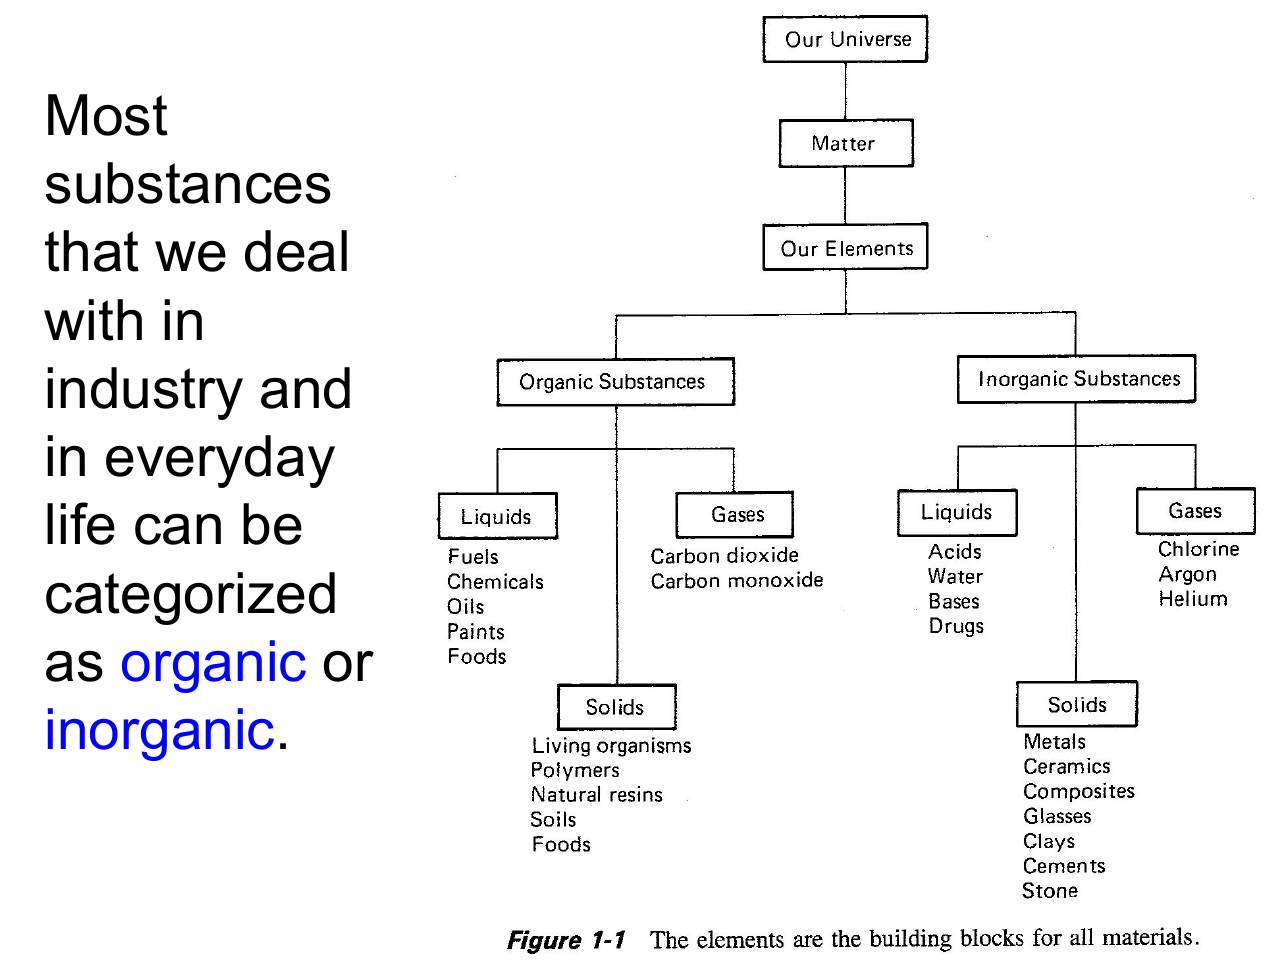 Most
substances
that we deal
with in
industry and
in everyday
life can be
categorized
as organic or
inorganic.
Our Universe
Matter
Our Elements
Organic Substances
Inorganic Substances
Liquids
Fuels
Chemicals
Oils
Paints
Foods
Gases
Carbon dioxide
Carbon monoxide
Solids
Living organisms
Polymers
Natural resins
Soils
Foods
Liquids
Acids
Water
Bases
Drugs
Gases
Chlorine
Argon
Helium
Solids
Metals
Ceramics
Composites
Glasses
Clays
Cements
Stone
Figure 1-1 The elements are the building blocks for all materials.